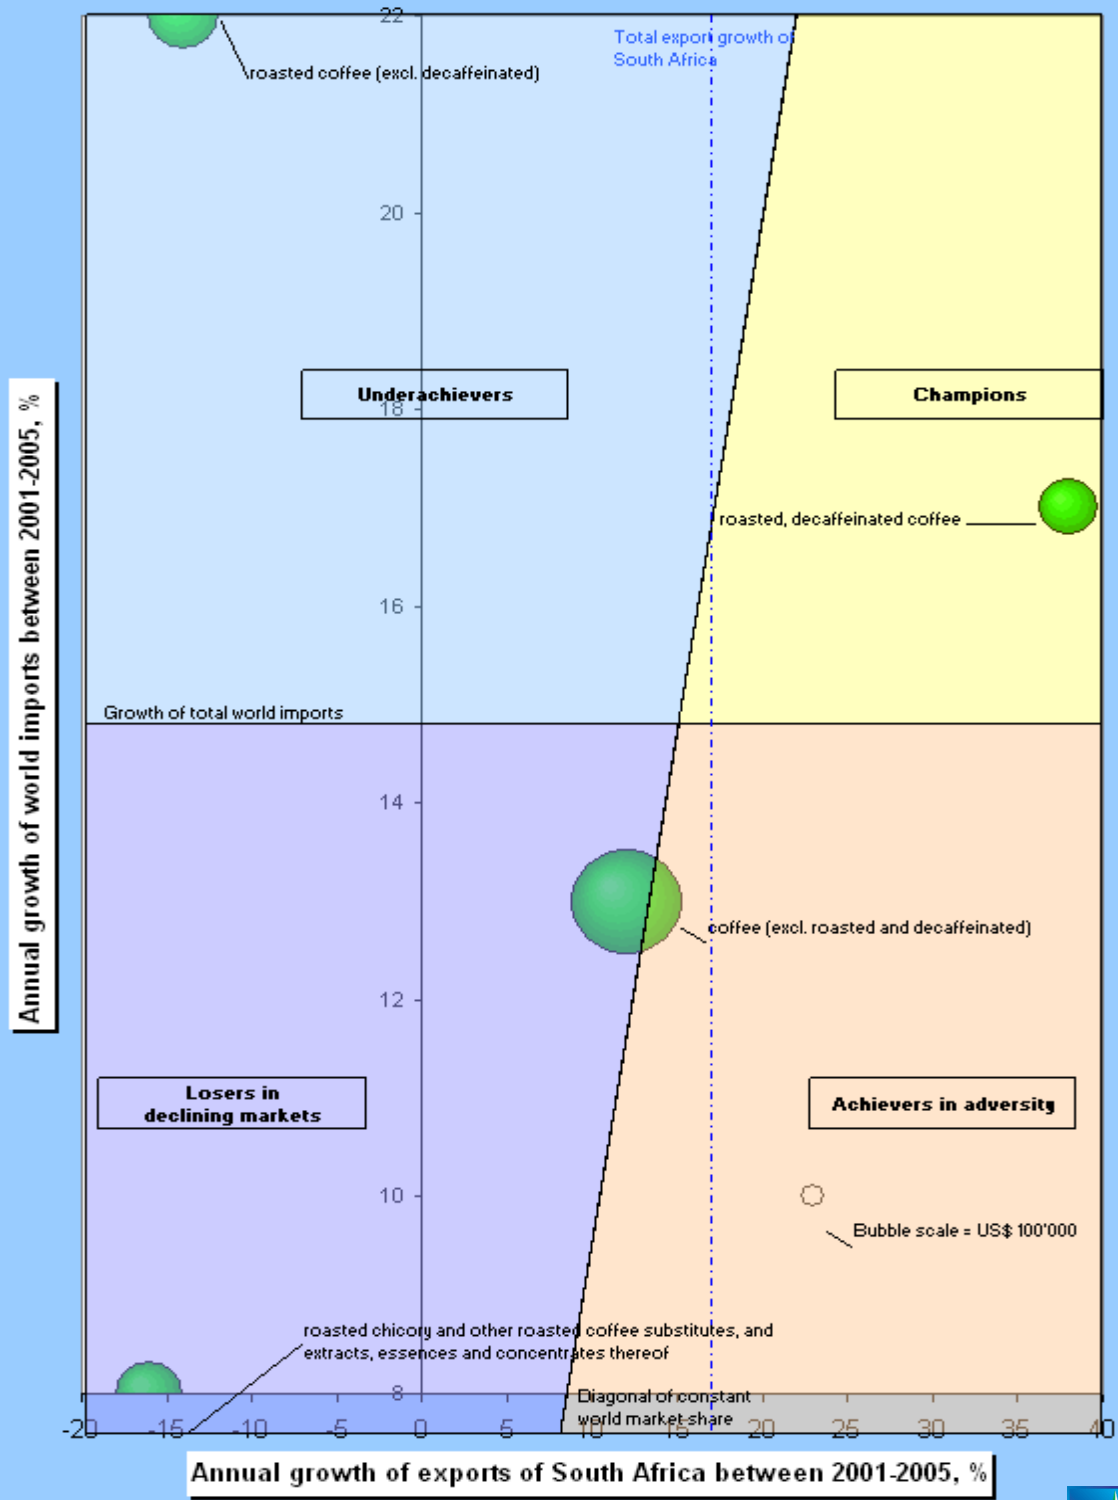 22
Total export growth of
South Africa
roasted coffee (excl. decaffeinated)
20
Underachievers
Champions
18
roasted, decaffeinated coffee
16
Growth of total world imports
14
coffee (excl. roasted and decaffeinated)
12
Losers in
declining markets
Achievers in adversity
10
Bubble scale = US$ 100'000
roasted chicory and other roasted coffee substitutes, and
extracts, essences and concentrates thereof
8
Diagonal of constant
world market share
-20 -15 -10 -5 0 5 10 15 20 25 30 35 40
Annual growth of exports of South Africa between 2001-2005, %
Annual growth of world imports between 2001-2005, %